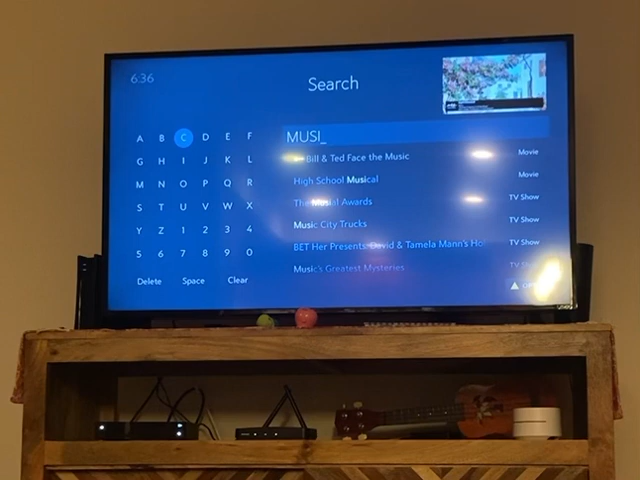 6:36
Search
A B C D E F
G H I J K L
M N O P Q R
S T U V W X
Y Z 1 2 3 4
5 6 7 8 9 0
Delete Space Clear
MUSI_
Bill & Ted Face the Music Movie
High School Musical Movie
The Awards TV Show
Music City Trucks TV Show
BET Her Presents: David & Tamela Mann's Ho TV Show
Music's Greatest Mysteries TV